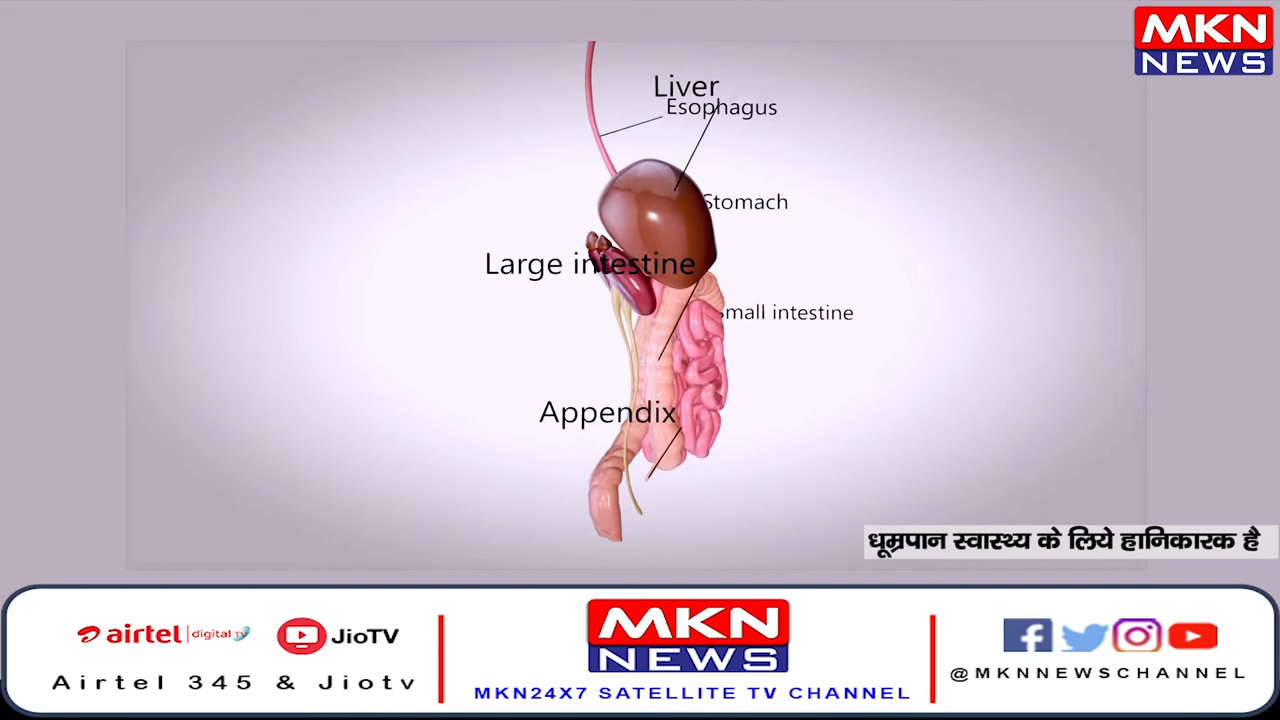 MKN
NEWS
Liver
Esophagus
Stomach
Large intestine
Small intestine
Appendix
धूम्रपान स्वास्थ्य के लिये हानिकारक है
airtel digital TV
JioTV
Airtel 345 & Jiotv
MKN
NEWS
MKN24X7 SATELLITE TV CHANNEL
@MKNNEWSCHANNEL